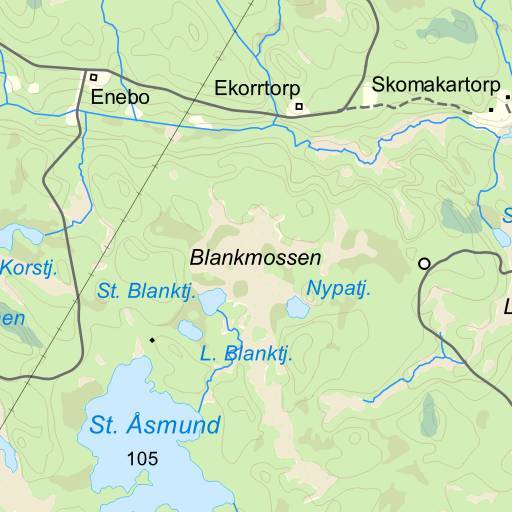 Skomakartorp
Ekorrtorp
Enebo
Blankmossen
Korstj.
St. Blanktj.
Nypatj.
L. Blanktj.
St. Åsmund
105